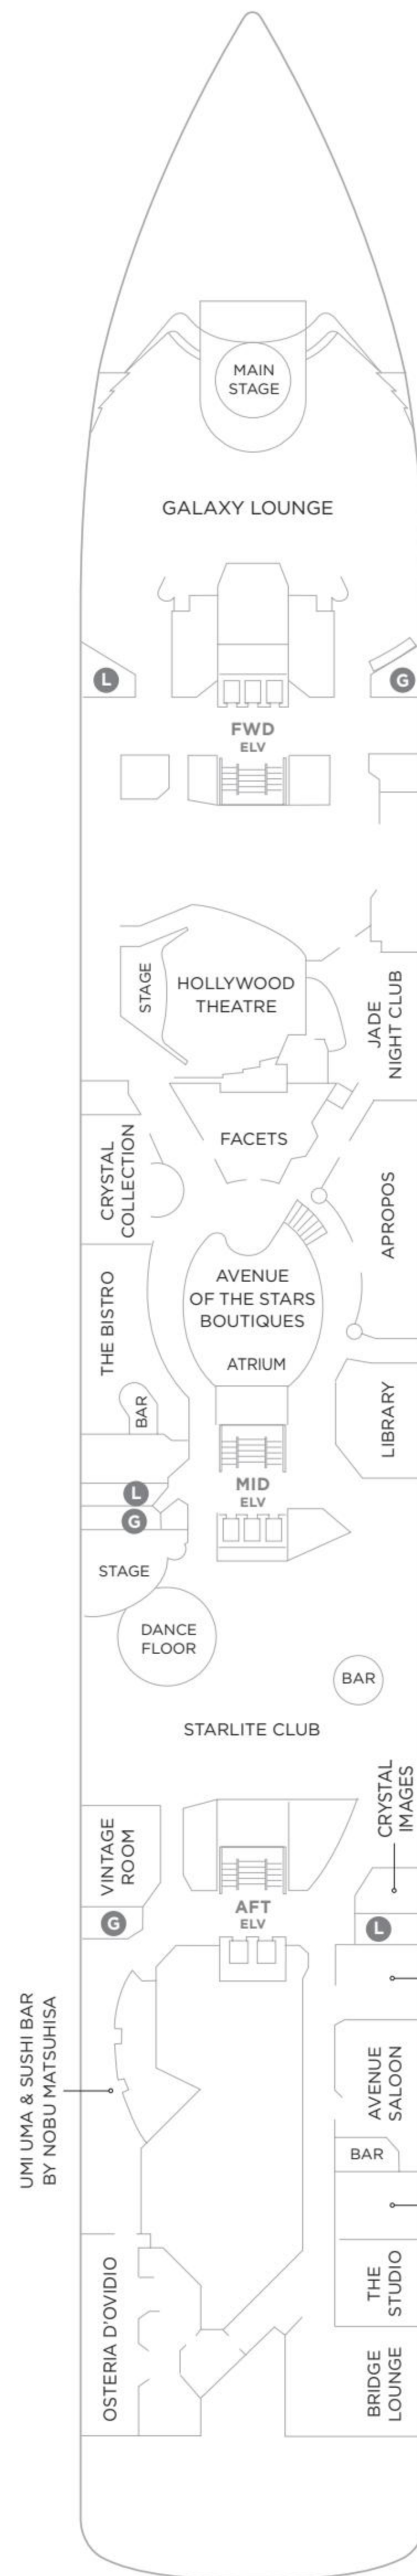 MAIN
STAGE
GALAXY LOUNGE
L
G
FWD
ELV
STAGE
HOLLYWOOD
THEATRE
JADE
NIGHT CLUB
FACETS
CRYSTAL
COLLECTION
APROPOS
AVENUE
OF THE STARS
BOUTIQUES
ATRIUM
THE BISTRO
BAR
LIBRARY
L
MID
ELV
G
STAGE
DANCE
FLOOR
BAR
STARLITE CLUB
CRYSTAL
IMAGES
VINTAGE
ROOM
AFT
ELV
G
L
UMI UMA & SUSHI BAR
BY NOBU MATSUHISA
AVENUE
SALOON
BAR
THE
STUDIO
OSTERIA D'OVIDIO
BRIDGE
LOUNGE